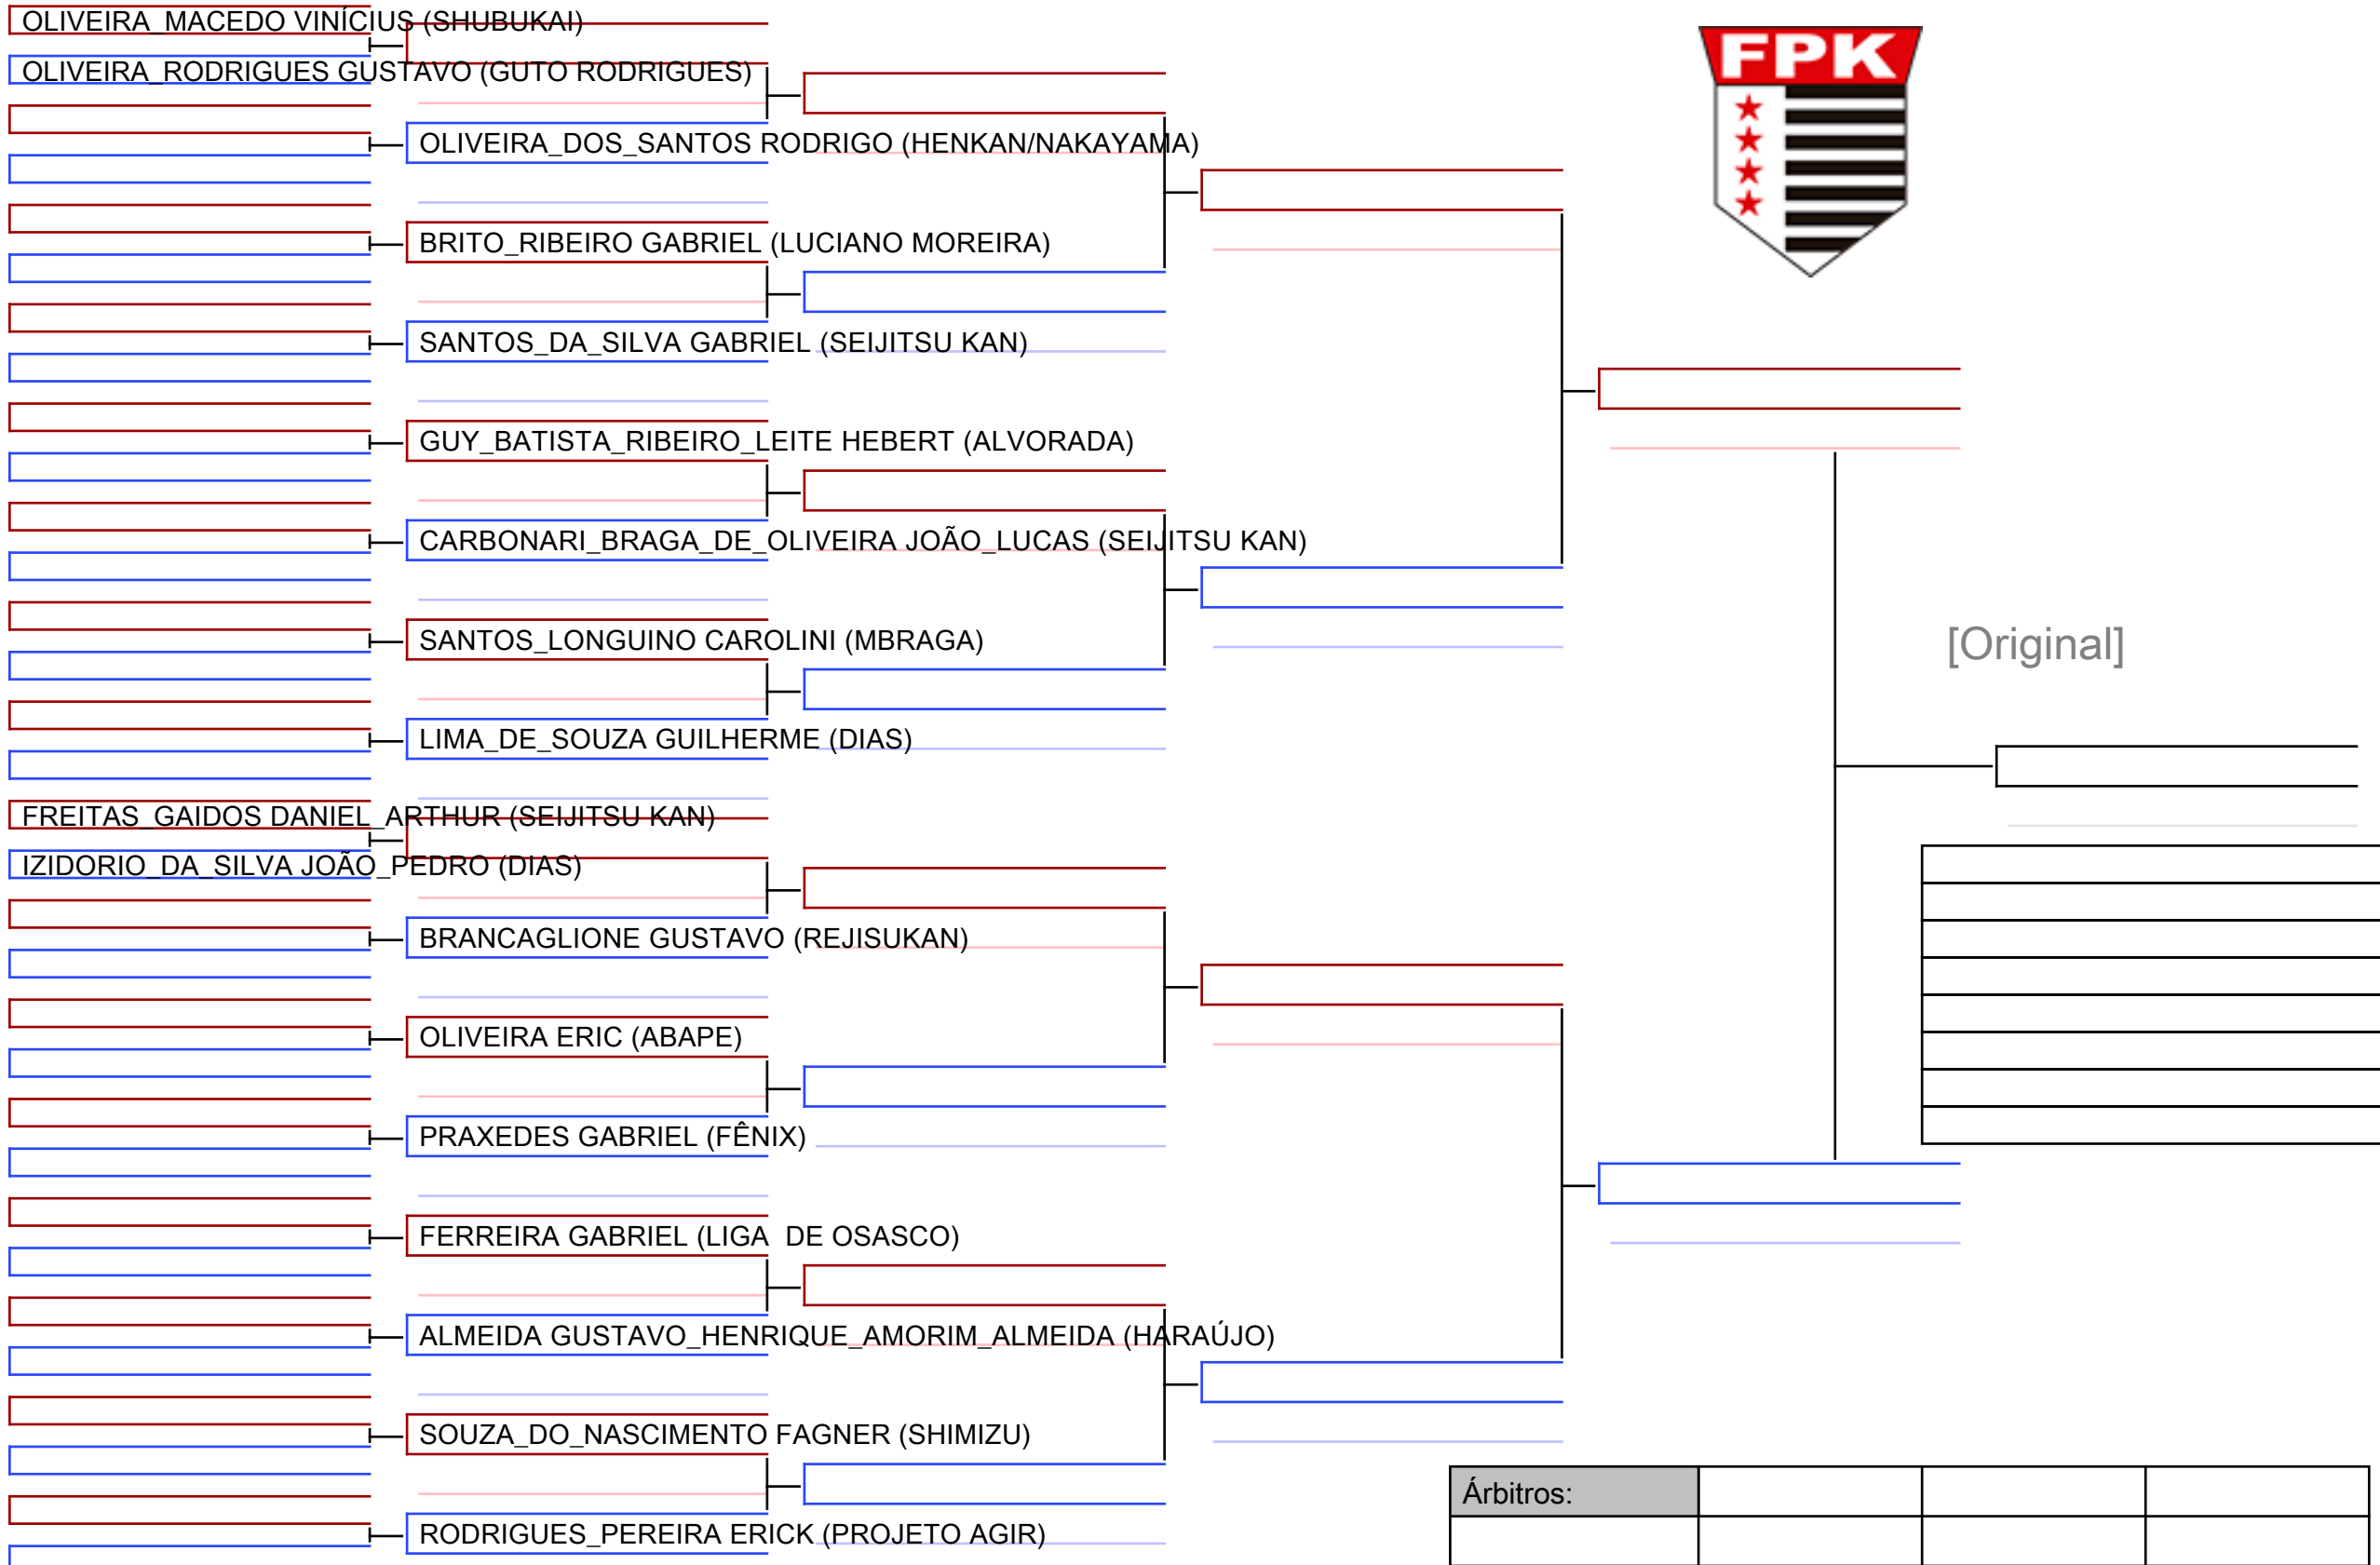 OLIVEIRA_MACEDO VINÍCIUS (SHUBUKAI)
FPK
OLIVEIRA_RODRIGUES GUSTAVO (GUTO RODRIGUES)
OLIVEIRA_DOS_SANTOS RODRIGO (HENKAN/NAKAYAMA)
BRITO_RIBEIRO GABRIEL (LUCIANO MOREIRA)
SANTOS_DA_SILVA GABRIEL (SEIJITSU KAN)
GUY_BATISTA_RIBEIRO_LEITE HEBERT (ALVORADA)
CARBONARI_BRAGA_DE_OLIVEIRA JOÃO_LUCAS (SEIJITSU KAN)
SANTOS_LONGUINO CAROLINI (MBRAGA)
[Original]
LIMA_DE_SOUZA GUILHERME (DIAS)
FREITAS_GAIDOS DANIEL_ARTHUR (SEIJITSU KAN)
IZIDORIO_DA_SILVA JOÃO_PEDRO (DIAS)
BRANCAGLIONE GUSTAVO (REJISUKAN)
OLIVEIRA ERIC (ABAPE)
PRAXEDES GABRIEL (FÊNIX)
FERREIRA GABRIEL (LIGA  DE OSASCO)
ALMEIDA GUSTAVO_HENRIQUE_AMORIM_ALMEIDA (HARAÚJO)
SOUZA_DO_NASCIMENTO FAGNER (SHIMIZU)
Árbitros:
RODRIGUES_PEREIRA ERICK (PROJETO AGIR)